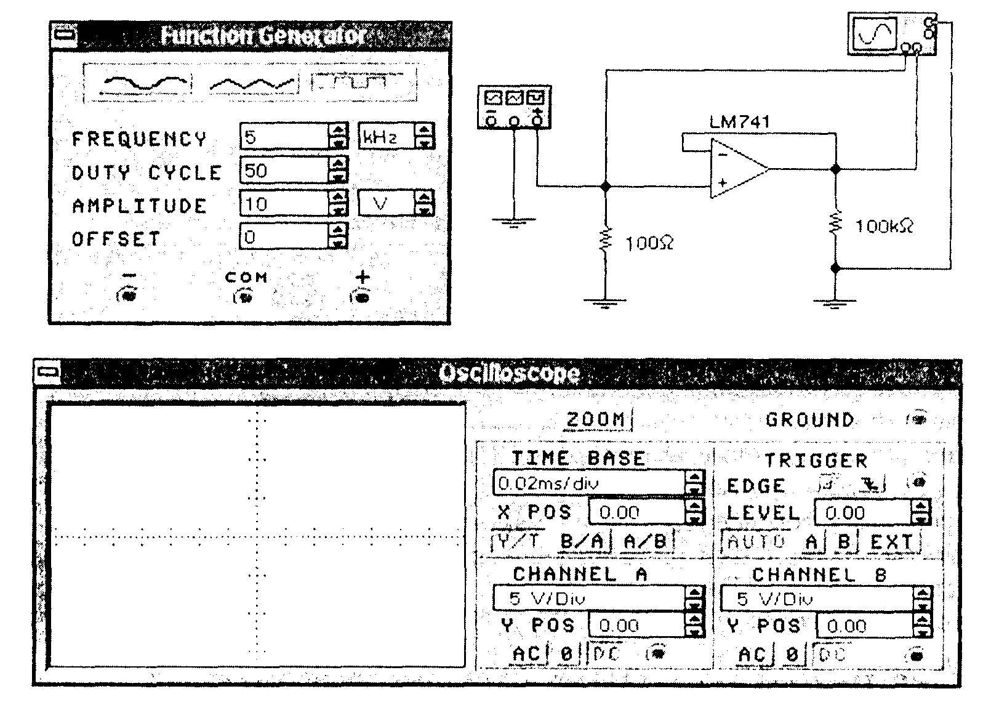 Function Generator
FREQUENCY 5 kHz
DUTY CYCLE 50
AMPLITUDE 10 V
OFFSET 0
− COM +
− +
LM741
−
+
100Ω
100kΩ
Oscilloscope
ZOOM GROUND
TIME BASE TRIGGER
0.02ms/div EDGE
X POS 0.00 LEVEL 0.00
Y/T B/A A/B AUTO A B EXT
CHANNEL A CHANNEL B
5 V/Div 5 V/Div
Y POS 0.00 Y POS 0.00
AC 0 DC AC 0 DC